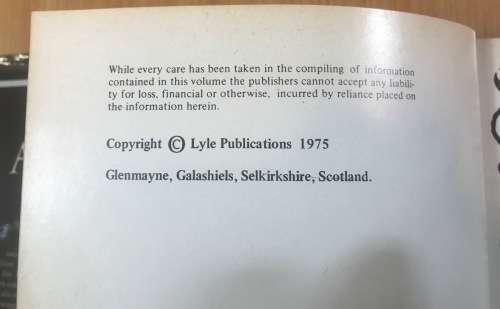 While every care has been taken in the compiling of information
contained in this volume the publishers cannot accept any liabili-
ty for loss, financial or otherwise, incurred by reliance placed on
the information herein.
Copyright © Lyle Publications 1975
Glenmayne, Galashiels, Selkirkshire, Scotland.